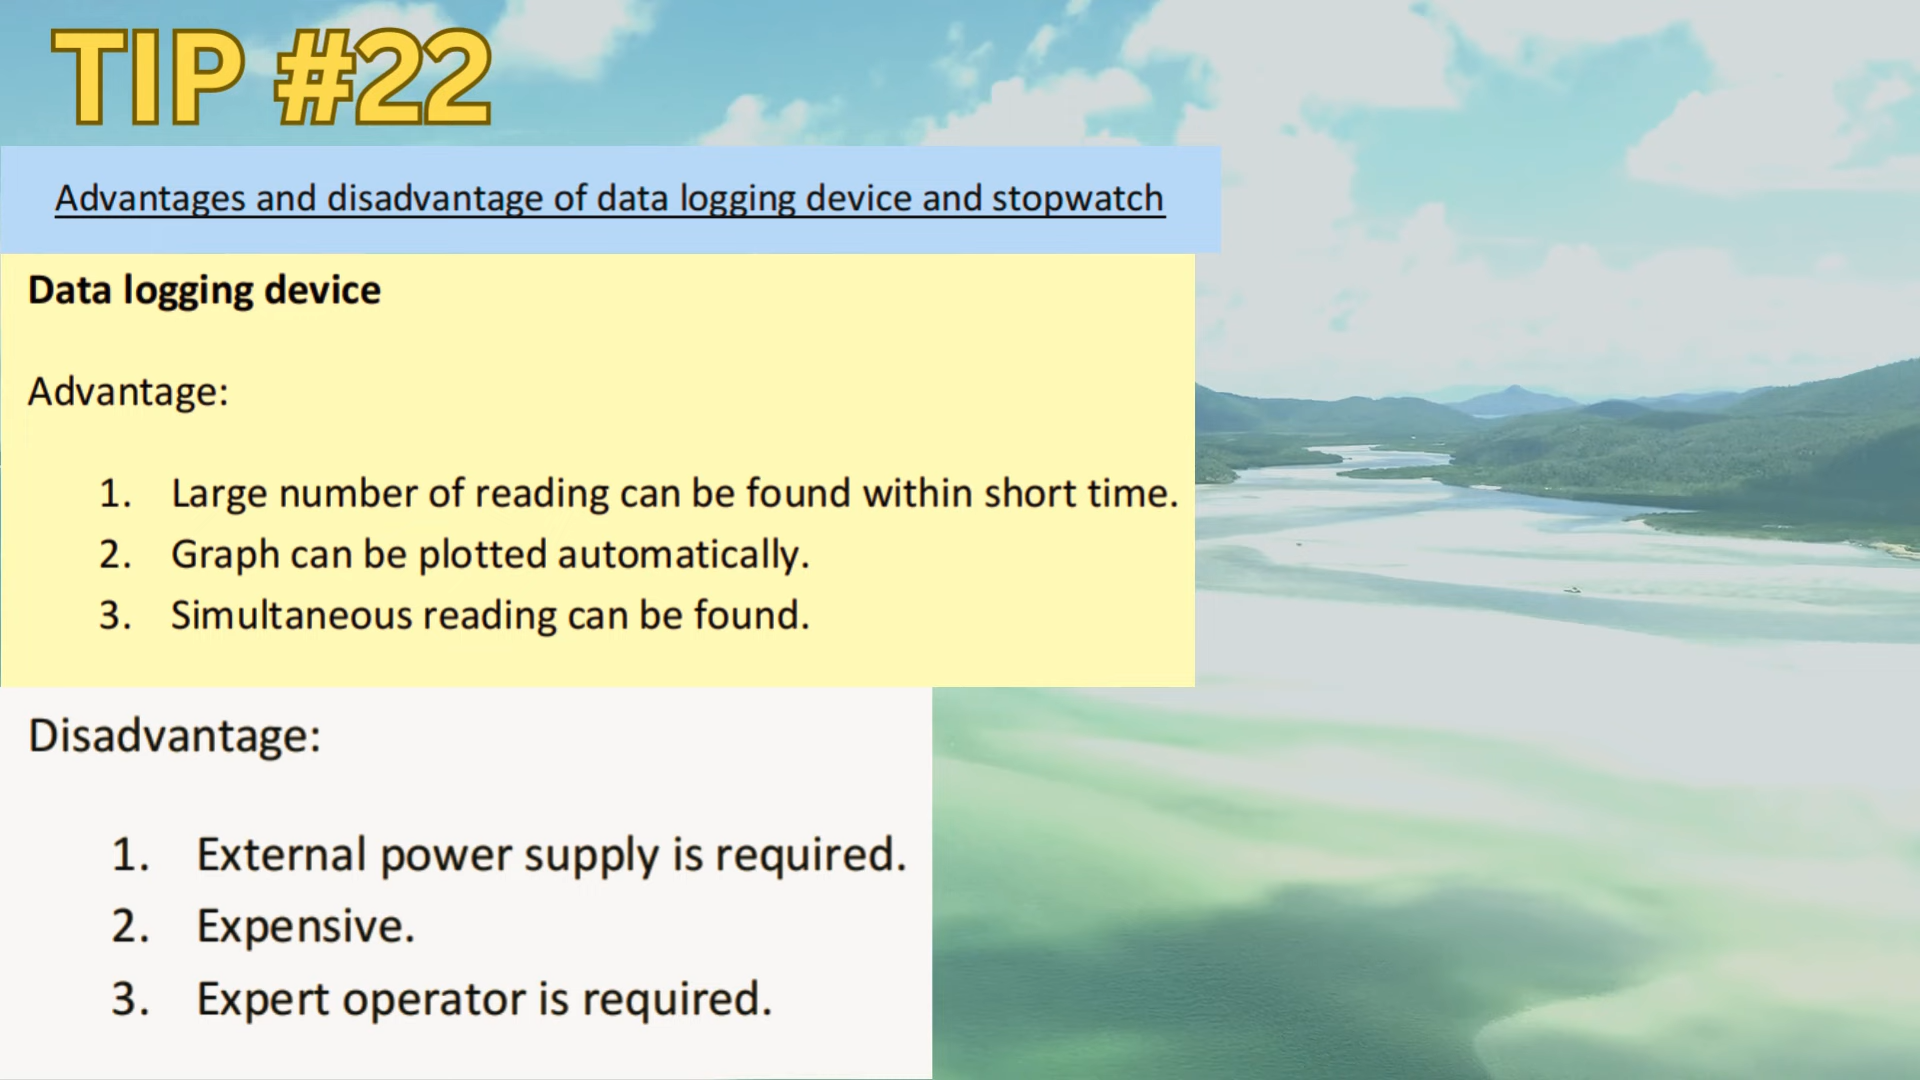 TIP #22
Advantages and disadvantage of data logging device and stopwatch
Data logging device
Advantage:
1. Large number of reading can be found within short time.
2. Graph can be plotted automatically.
3. Simultaneous reading can be found.
Disadvantage:
1. External power supply is required.
2. Expensive.
3. Expert operator is required.